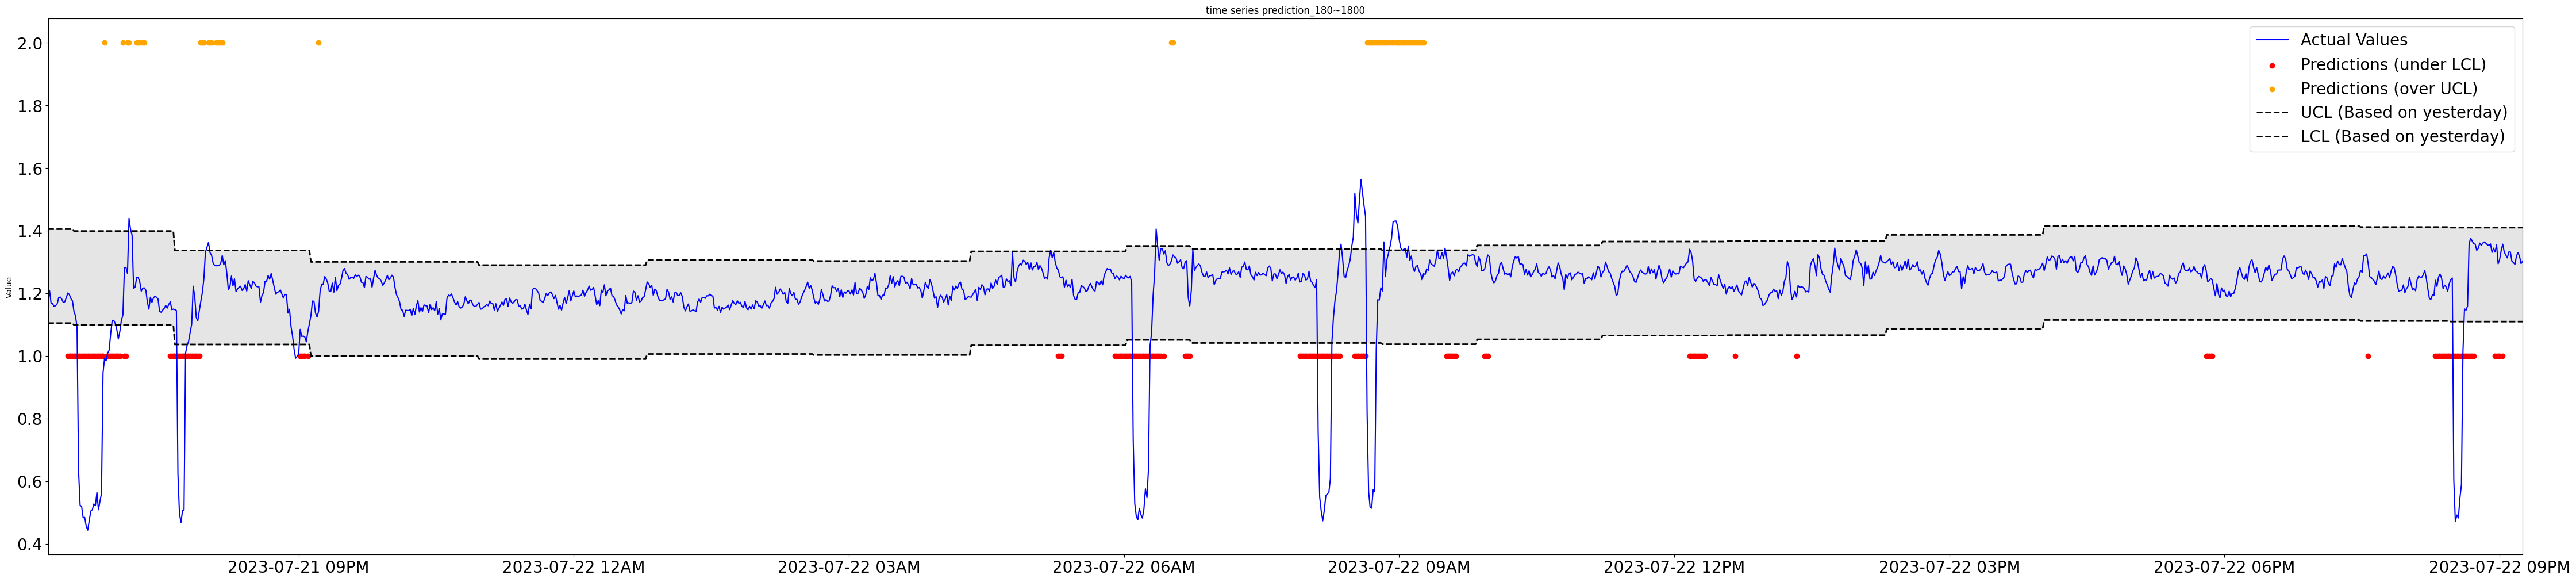 time series prediction_180~1800
Actual Values
Predictions (under LCL)
Predictions (over UCL)
UCL (Based on yesterday)
LCL (Based on yesterday)
Value
2.0
1.8
1.6
1.4
1.2
1.0
0.8
0.6
0.4
2023-07-21 09PM 2023-07-22 12AM 2023-07-22 03AM 2023-07-22 06AM 2023-07-22 09AM 2023-07-22 12PM 2023-07-22 03PM 2023-07-22 06PM 2023-07-22 09PM